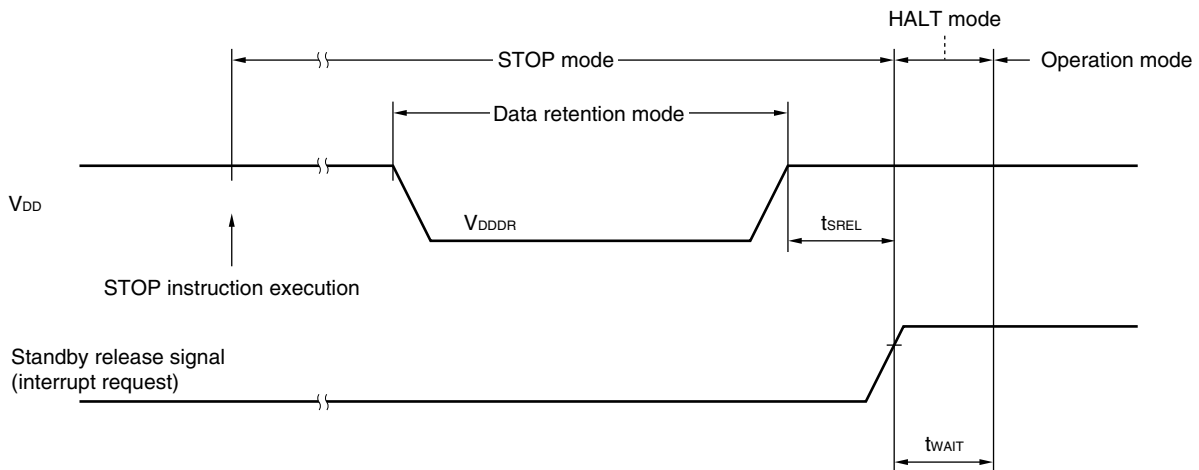 HALT mode
STOP mode
Operation mode
Data retention mode
VDD
VDDDR
tSREL
STOP instruction execution
Standby release signal
(interrupt request)
tWAIT